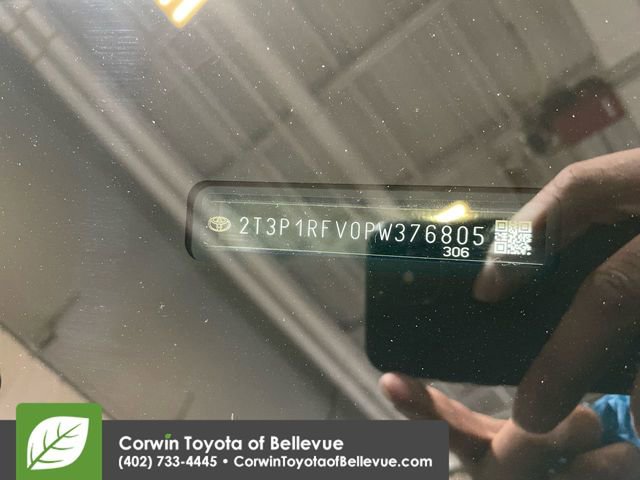 2T3P1RFV0PW376805
306
Corwin Toyota of Bellevue
(402) 733-4445 • CorwinToyotaofBellevue.com